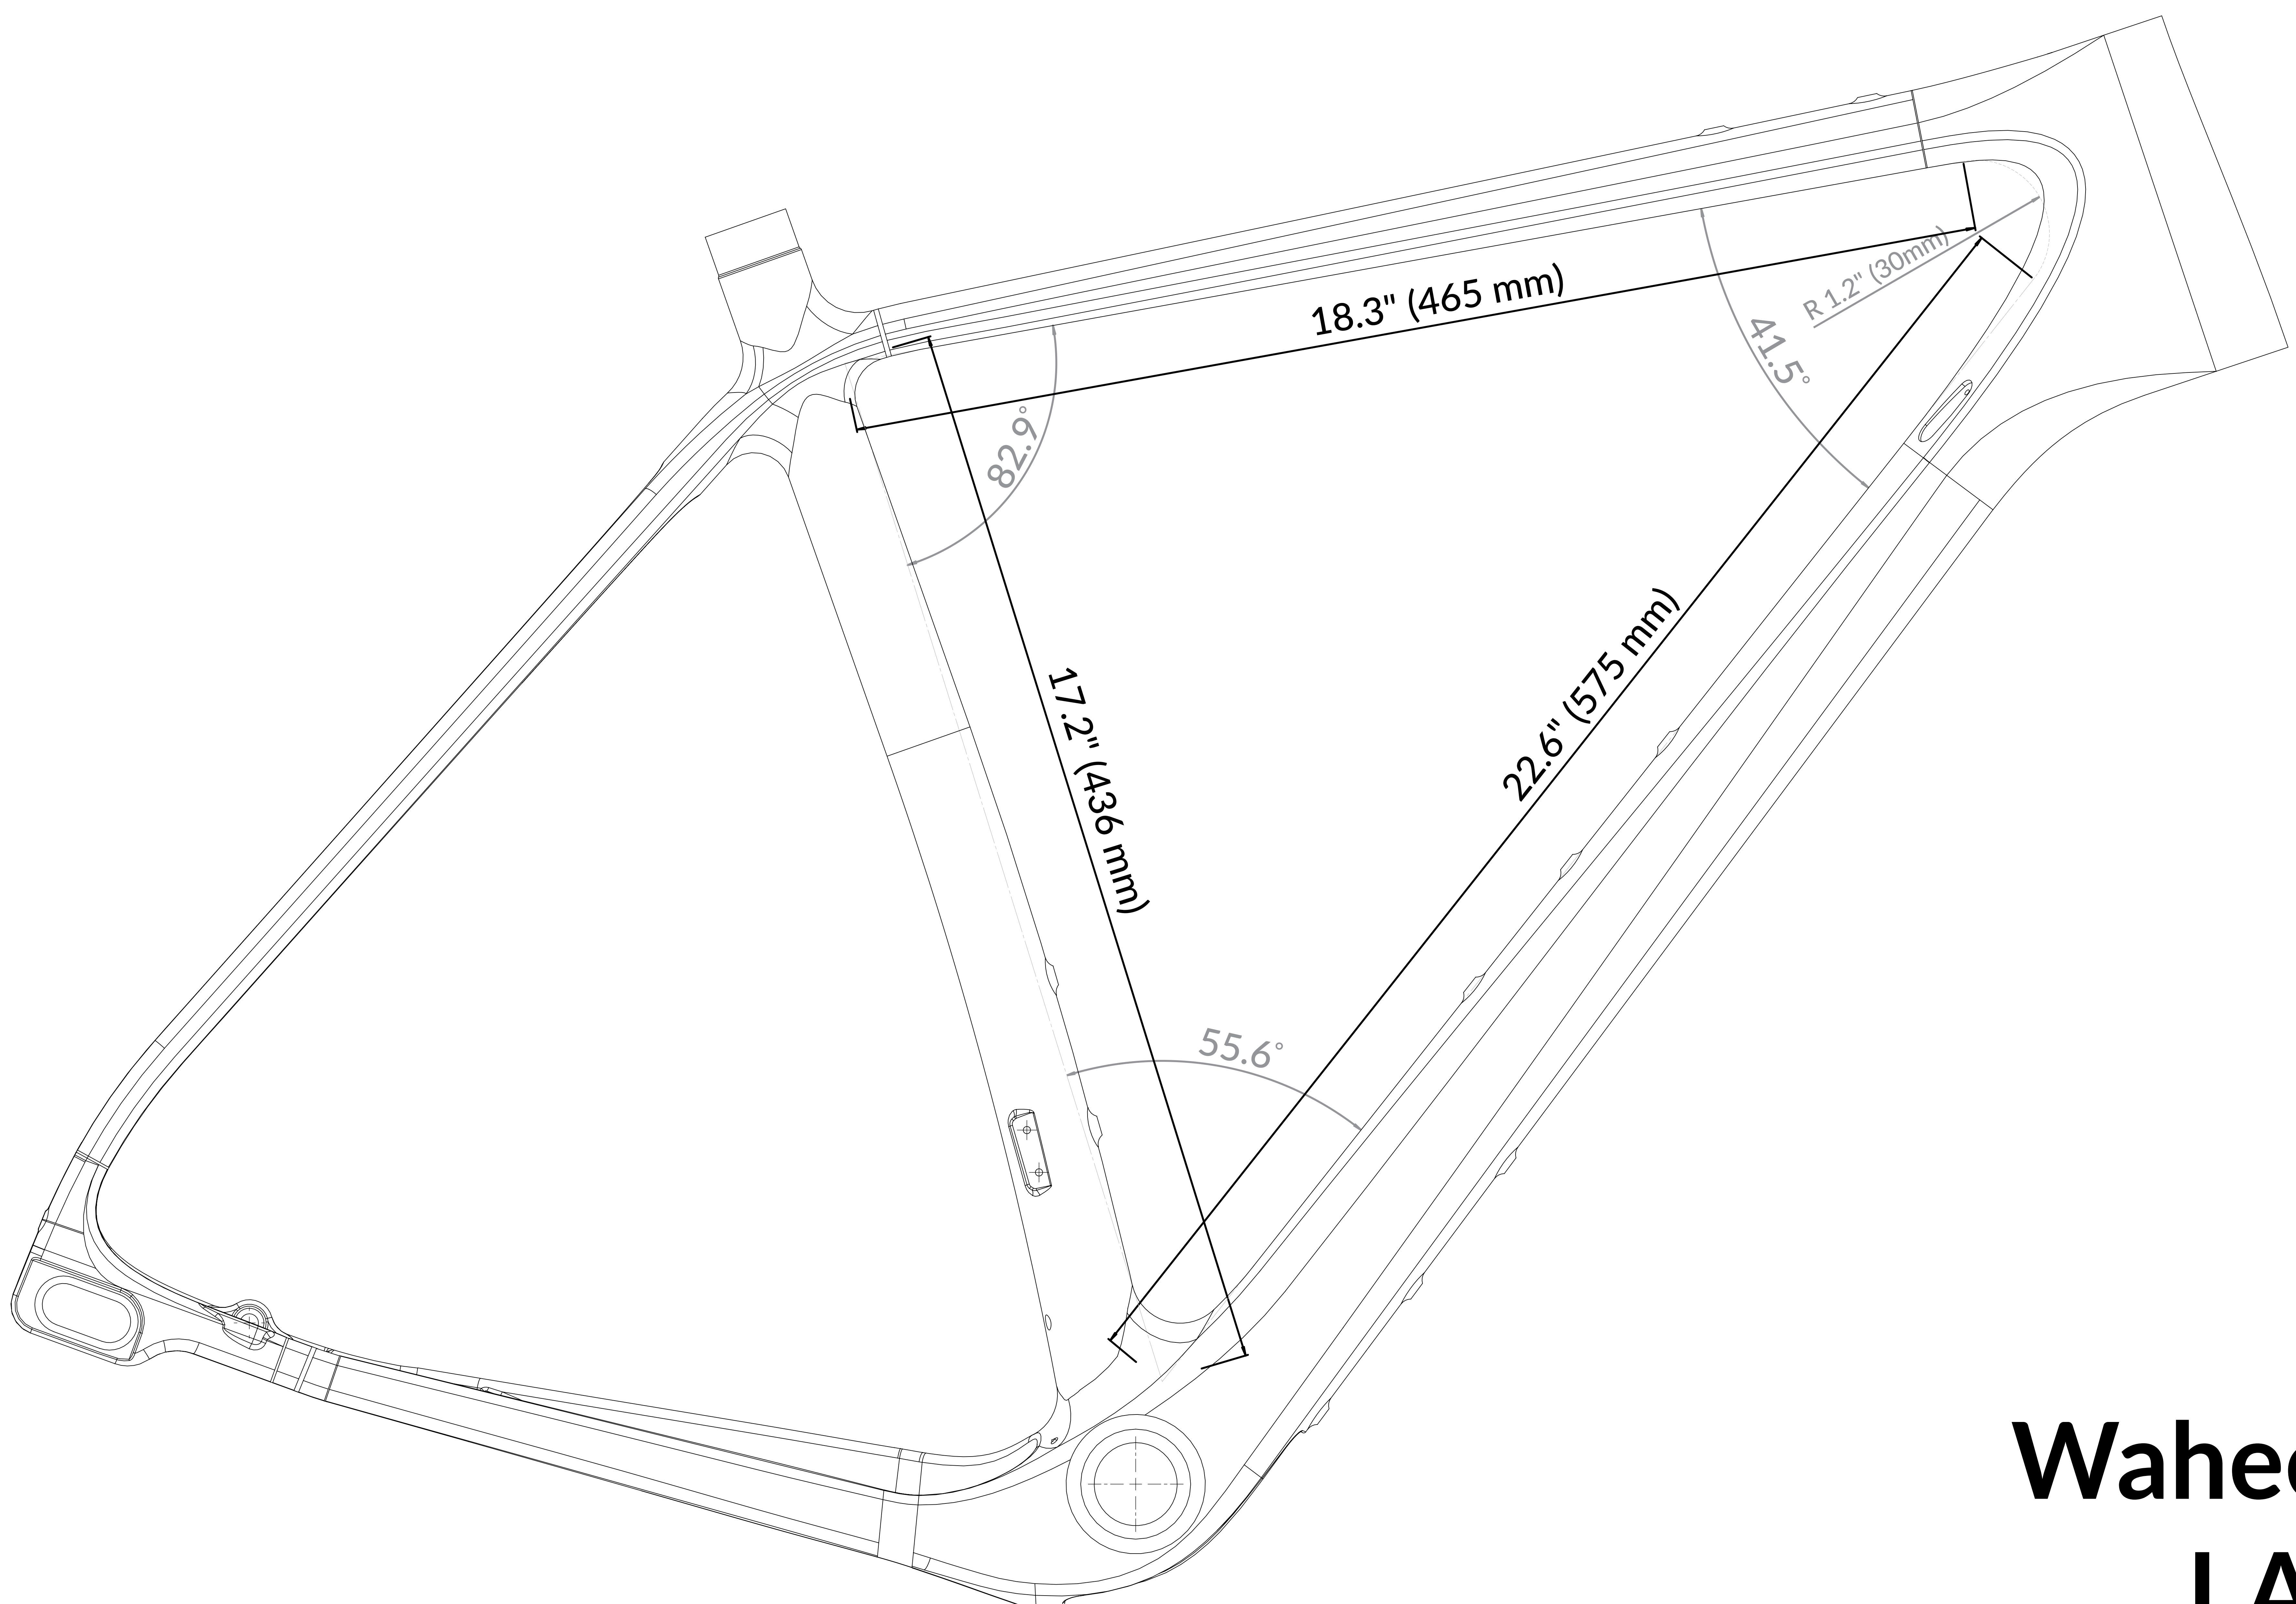 18.3" (465 mm)
R 1.2" (30mm)
41.5°
82.9°
17.2" (436 mm)
22.6" (575 mm)
55.6°